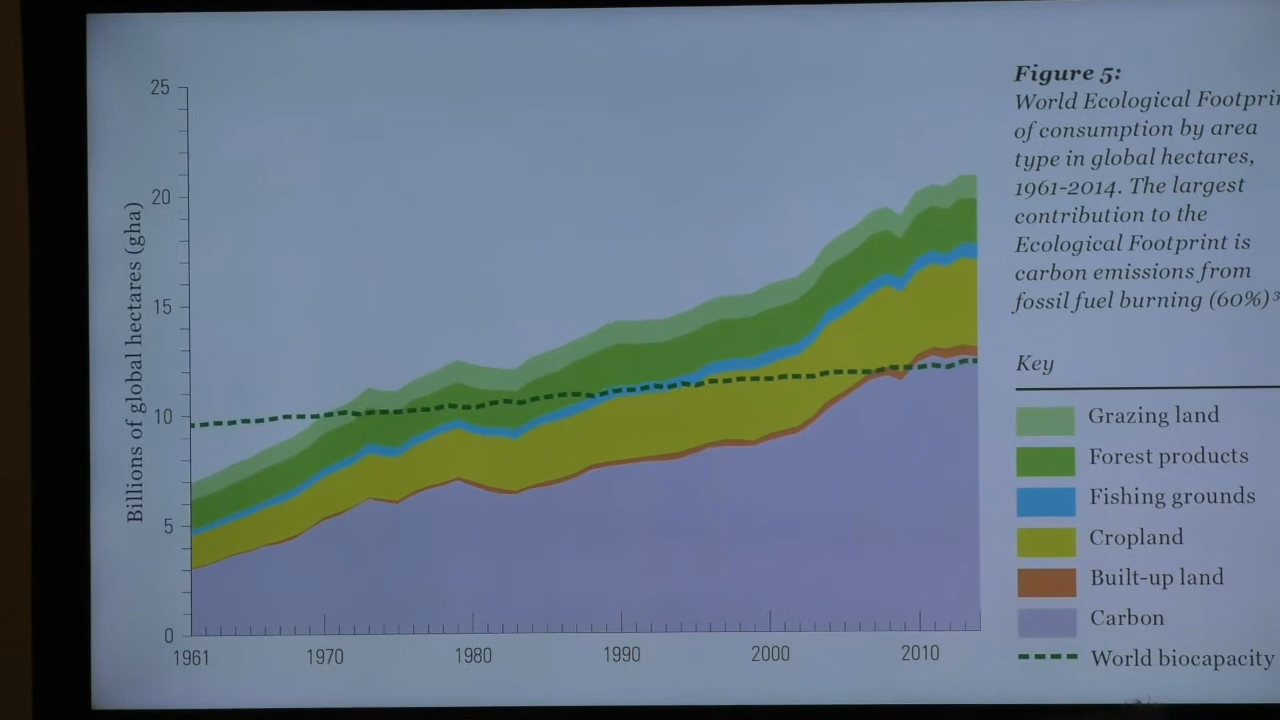 Figure 5:
World Ecological
of consumption by area
type in global hectares,
1961-2014. The largest
contribution to the
Ecological Footprint is
carbon emissions from
fossil fuel burning (60%)³
25
20
15
10
5
0
Billions of global hectares (gha)
1961 1970 1980 1990 2000 2010
Key
Grazing land
Forest products
Fishing grounds
Cropland
Built-up land
Carbon
World biocapacity